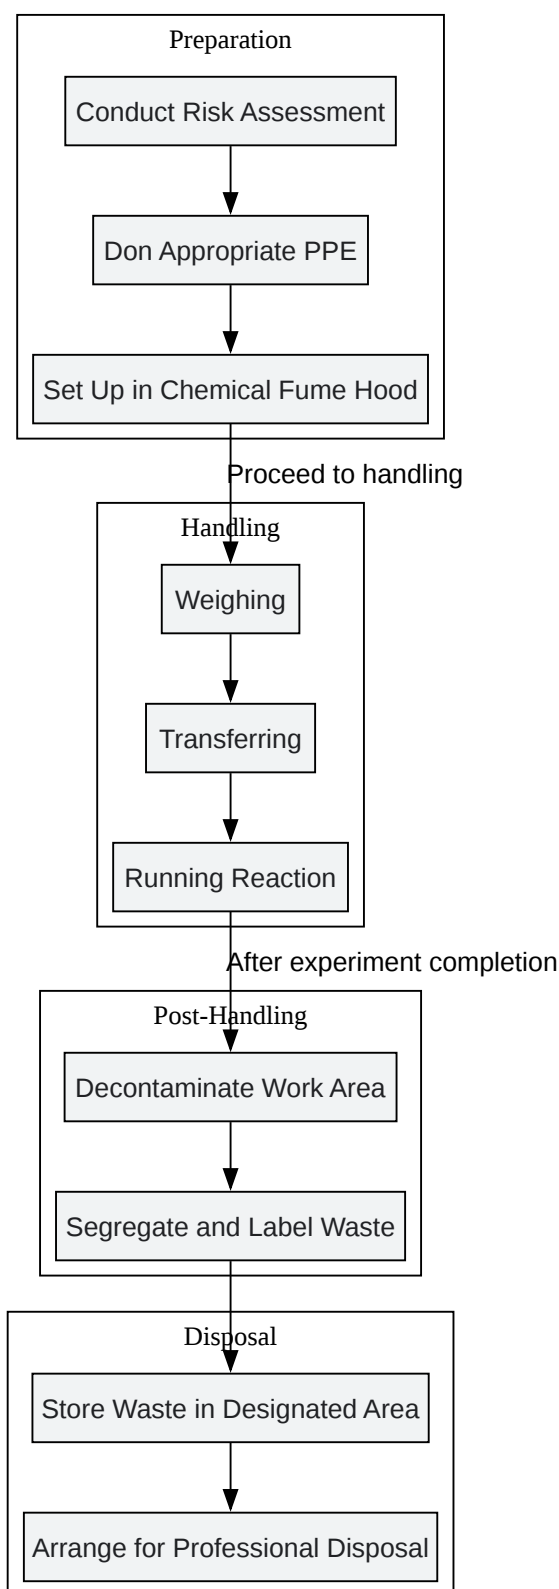 Preparation
Conduct Risk Assessment
Don Appropriate PPE
Set Up in Chemical Fume Hood
Proceed to handling
Handling
Weighing
Transferring
Running Reaction
After experiment completion
Post-Handling
Decontaminate Work Area
Segregate and Label Waste
Disposal
Store Waste in Designated Area
Arrange for Professional Disposal